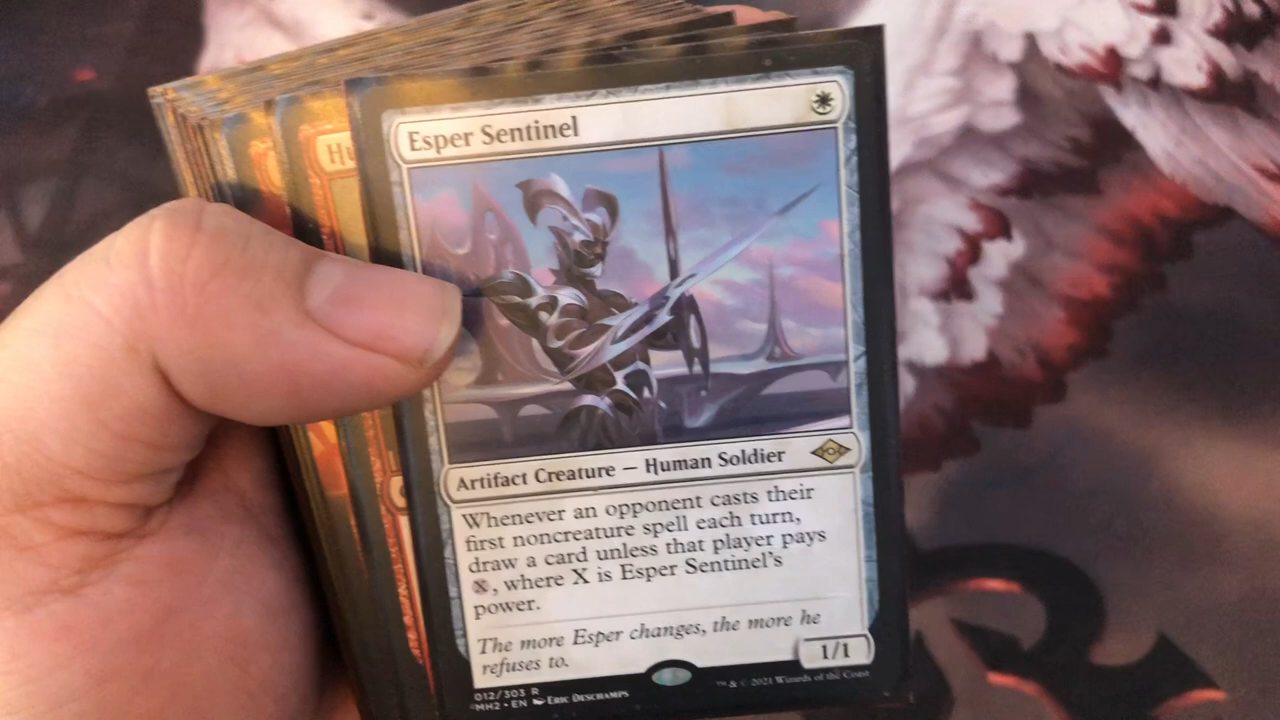 Esper Sentinel
Hu
Artifact Creature — Human Soldier
Whenever an opponent casts their
first noncreature spell each turn,
draw a card unless that player pays
X, where X is Esper Sentinel's
power.
The more Esper changes, the more he
refuses to.
1/1
012/303 R
MH2 • EN Eric Deschamps
™ & © 2021 Wizards of the Coast